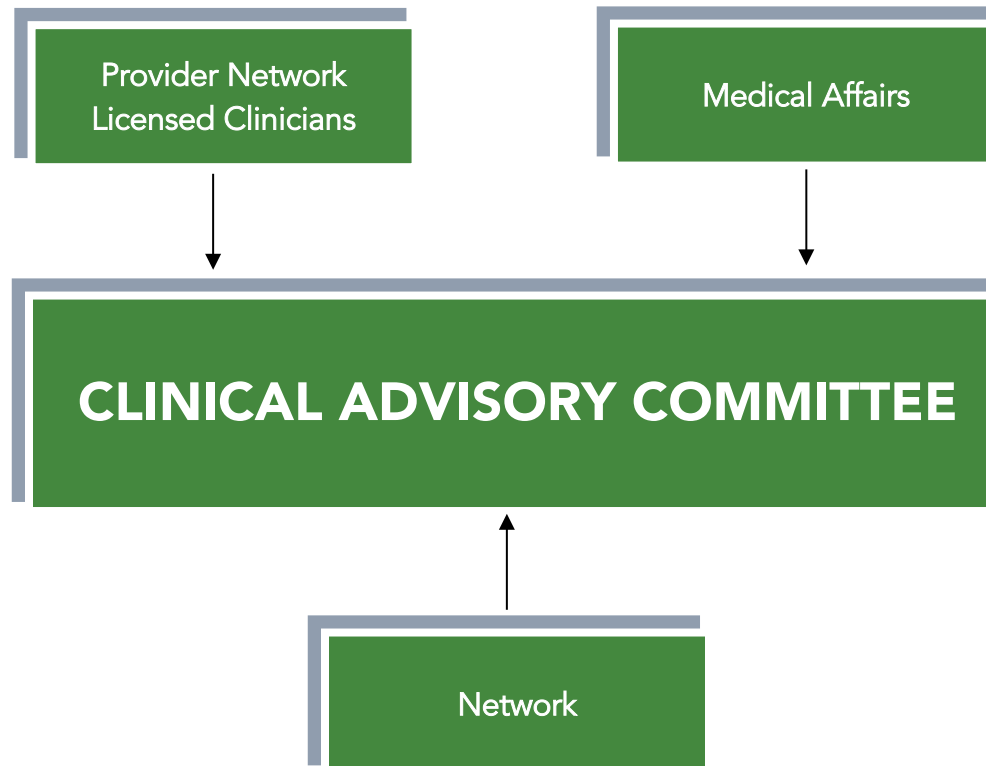 Provider Network
Licensed Clinicians
Medical Affairs
CLINICAL ADVISORY COMMITTEE
Network